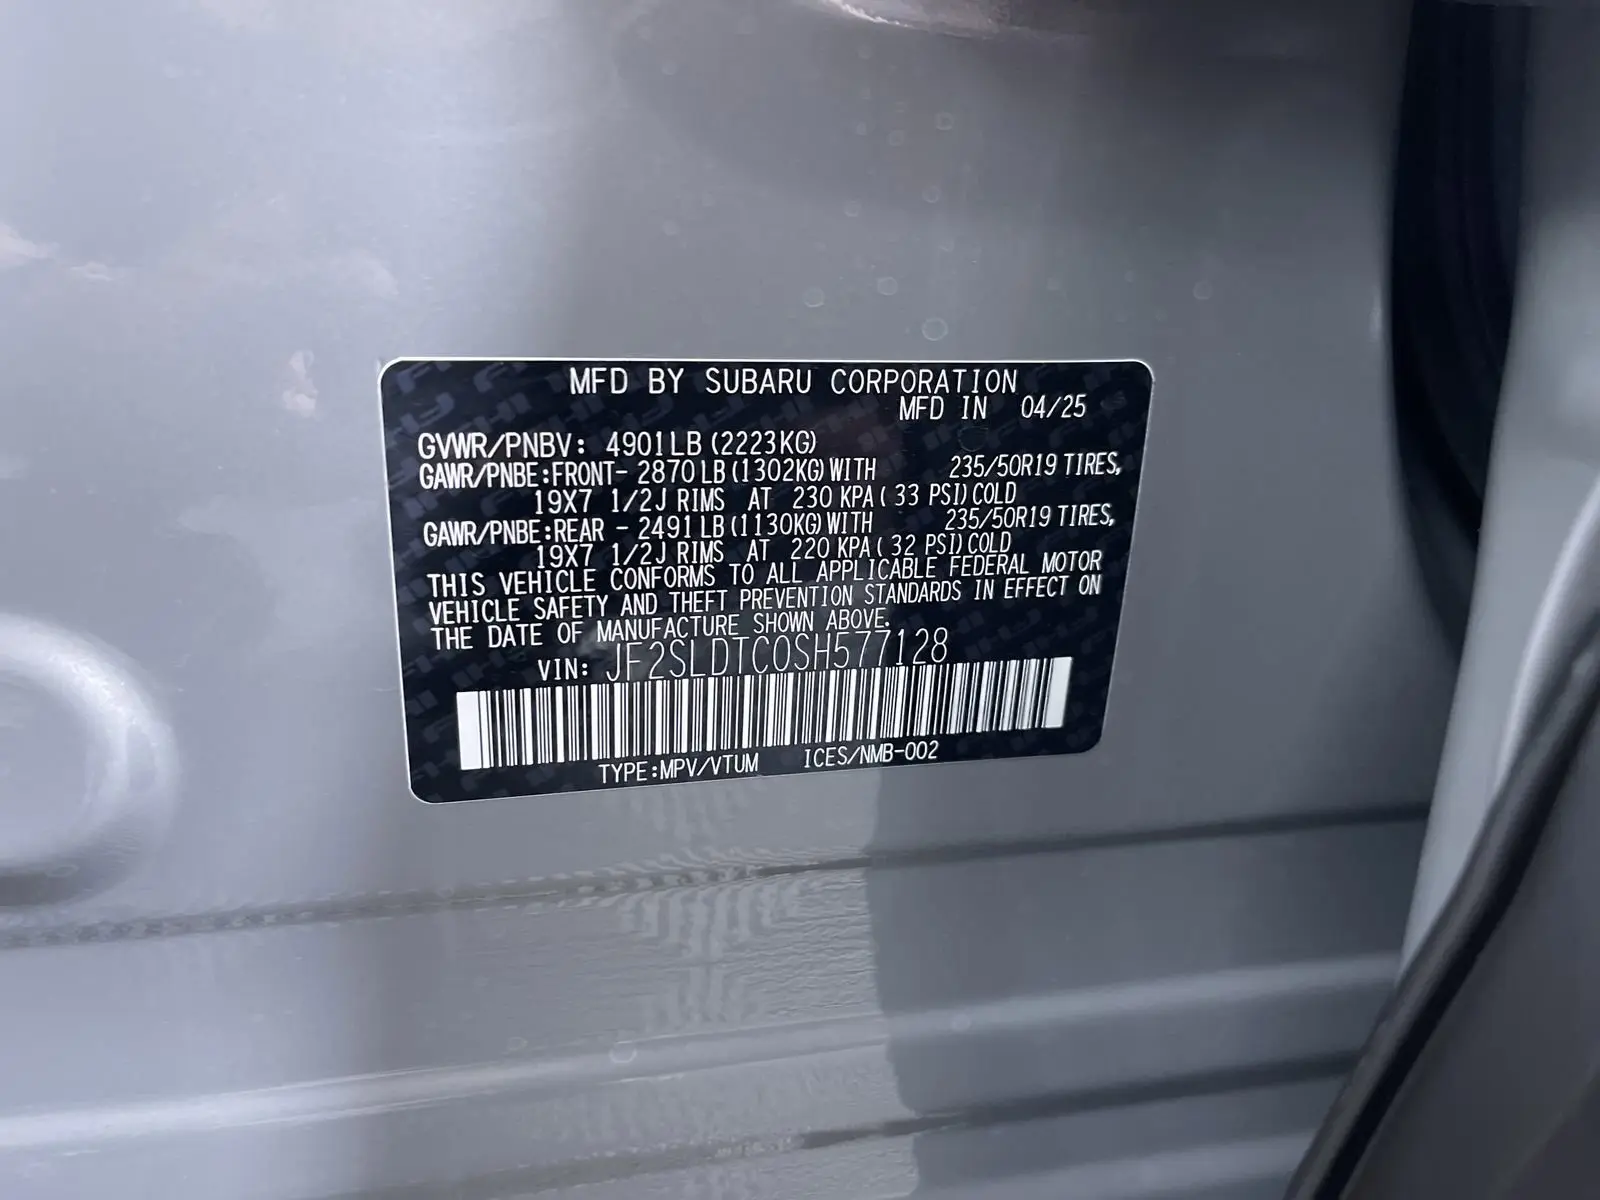 MFD BY SUBARU CORPORATION
MFD IN 04/25
GVWR/PNBV: 4901LB (2223KG)
GAWR/PNBE:FRONT- 2870LB (1302KG) WITH 235/50R19 TIRES,
19X7 1/2J RIMS AT 230 KPA ( 33 PSI) COLD
GAWR/PNBE:REAR - 2491LB (1130KG) WITH 235/50R19 TIRES,
19X7 1/2J RIMS AT 220 KPA ( 32 PSI) COLD
THIS VEHICLE CONFORMS TO ALL APPLICABLE FEDERAL MOTOR
VEHICLE SAFETY AND THEFT PREVENTION STANDARDS IN EFFECT ON
THE DATE OF MANUFACTURE SHOWN ABOVE.
VIN: JF2SLDTC0SH577128
TYPE:MPV/VTUM ICES/NMB-002